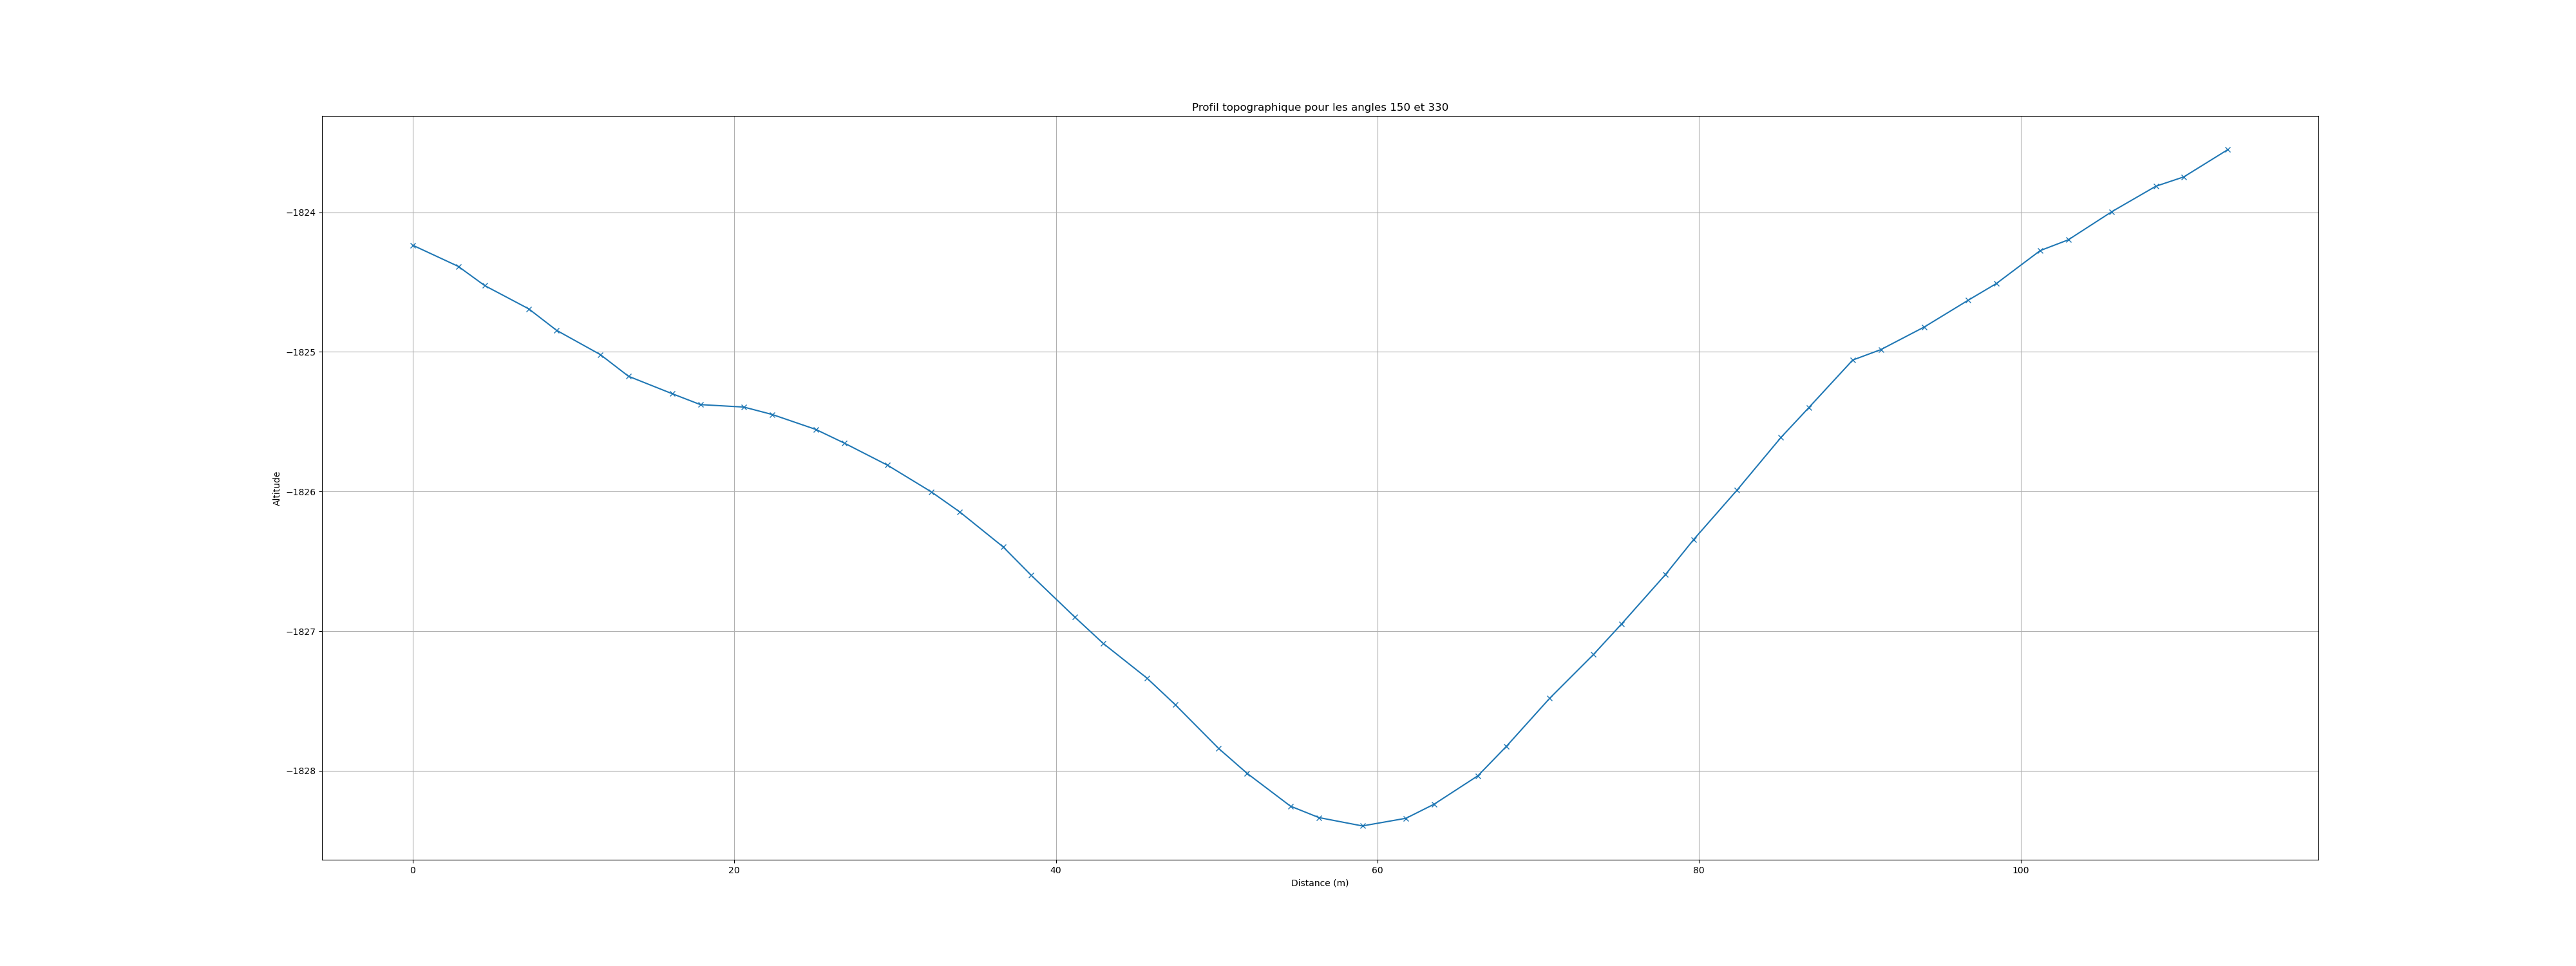 Profil topographique pour les angles 150 et 330
−1824
−1825
−1826
−1827
−1828
Altitude
0 20 40 60 80 100
Distance (m)